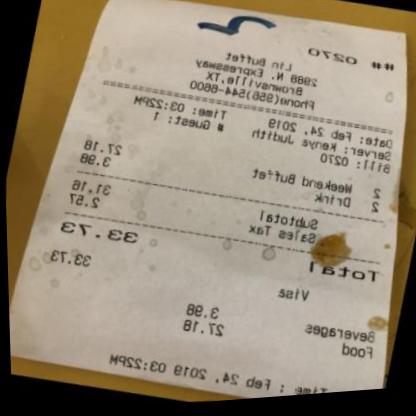 ## 0270
Lin Buffet
2988 N. Expressway
Brownsville,TX
Phone(956)544-6600
Date: Feb 24, 2019 Time: 03:22PM
Server: Kenye Judith # Guest: 1
Bill: 0270
2 Weekend Buffet 27.18
2 Drink 3.98
Subtotal 31.16
Sales Tax 2.57
Total 33.73
Visa 33.73
Beverages 3.98
Food 27.18
Time : Feb 24, 2019 03:22PM